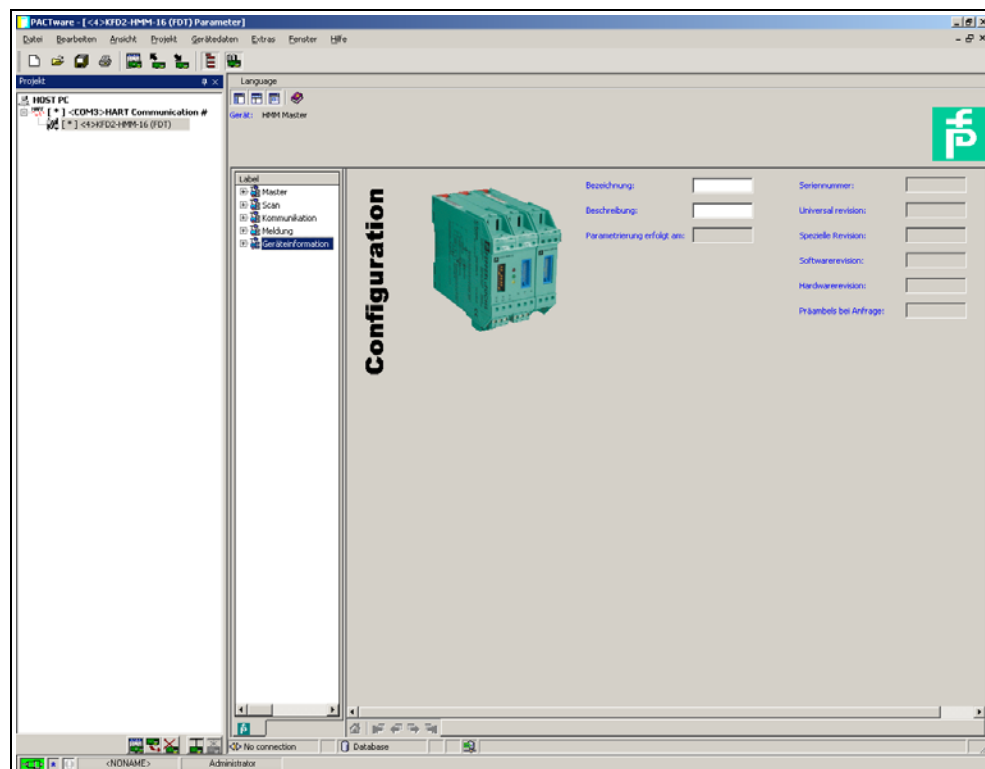 PACTware - [<4>KFD2-HMM-16 (FDT) Parameter]
Datei Bearbeiten Ansicht Projekt Gerätedaten Extras Fenster Hilfe
Projekt
HOST PC
[ * ] <COM3>HART Communication #
[ * ] <4>KFD2-HMM-16 (FDT)
Language
Gerät: HMM Master
Label
Master
Scan
Kommunikation
Meldung
Geräteinformation
Configuration
Bezeichnung:
Beschreibung:
Parametrierung erfolgt am:
Seriennummer:
Universal revision:
Spezielle Revision:
Softwarerevision:
Hardwarerevision:
Präambels bei Anfrage:
No connection
Database
<NONAME>
Administrator